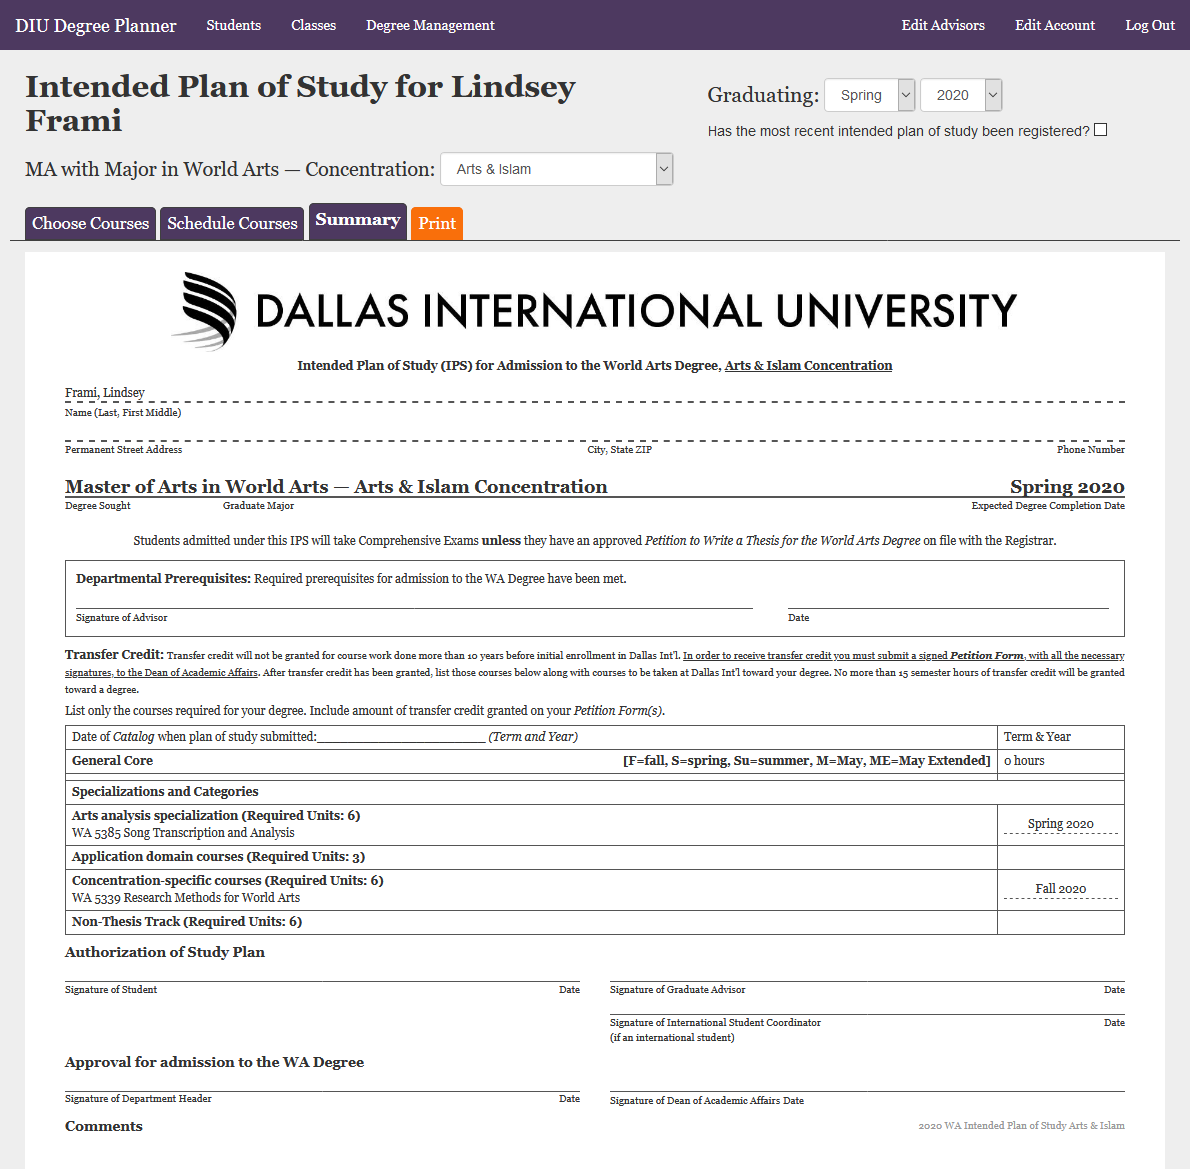 DIU Degree Planner Students Classes Degree Management Edit Advisors Edit Account Log Out
Intended Plan of Study for Lindsey
Frami
Graduating: Spring 2020
Has the most recent intended plan of study been registered?
MA with Major in World Arts — Concentration: Arts & Islam
Choose Courses Schedule Courses Summary Print
DALLAS INTERNATIONAL UNIVERSITY
Intended Plan of Study (IPS) for Admission to the World Arts Degree, Arts & Islam Concentration
Frami, Lindsey
Name (Last, First Middle)
Permanent Street Address City, State ZIP Phone Number
Master of Arts in World Arts — Arts & Islam Concentration Spring 2020
Degree Sought Graduate Major Expected Degree Completion Date
Students admitted under this IPS will take Comprehensive Exams unless they have an approved Petition to Write a Thesis for the World Arts Degree on file with the Registrar.
Departmental Prerequisites: Required prerequisites for admission to the WA Degree have been met.
Signature of Advisor Date
Transfer Credit: Transfer credit will not be granted for course work done more than 10 years before initial enrollment in Dallas Int'l. In order to receive transfer credit you must submit a signed Petition Form, with all the necessary
signatures, to the Dean of Academic Affairs. After transfer credit has been granted, list those courses below along with courses to be taken at Dallas Int'l toward your degree. No more than 15 semester hours of transfer credit will be granted
toward a degree.
List only the courses required for your degree. Include amount of transfer credit granted on your Petition Form(s).
Date of Catalog when plan of study submitted:______________________ (Term and Year) Term & Year
General Core [F=fall, S=spring, Su=summer, M=May, ME=May Extended] 0 hours
Specializations and Categories
Arts analysis specialization (Required Units: 6)
WA 5385 Song Transcription and Analysis Spring 2020
Application domain courses (Required Units: 3)
Concentration-specific courses (Required Units: 6)
WA 5339 Research Methods for World Arts Fall 2020
Non-Thesis Track (Required Units: 6)
Authorization of Study Plan
Signature of Student Date Signature of Graduate Advisor Date
Signature of International Student Coordinator Date
(if an international student)
Approval for admission to the WA Degree
Signature of Department Header Date Signature of Dean of Academic Affairs Date
Comments 2020 WA Intended Plan of Study Arts & Islam